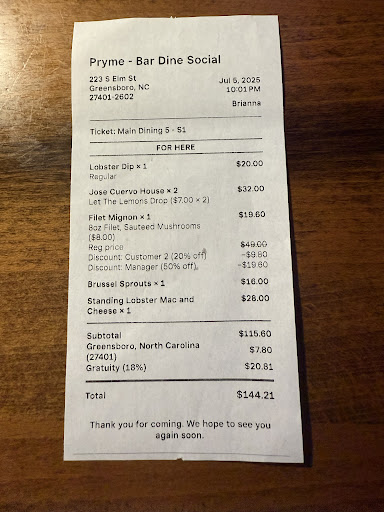 Pryme - Bar Dine Social
223 S Elm St
Greensboro, NC
27401-2602
Jul 5, 2025
10:01 PM
Brianna
Ticket: Main Dining 5 - S1
FOR HERE
Lobster Dip × 1 $20.00
Regular
Jose Cuervo House × 2 $32.00
Let The Lemons Drop ($7.00 × 2)
Filet Mignon × 1 $19.60
8oz Filet, Sauteed Mushrooms
($8.00)
Reg price $49.00
Discount: Customer 2 (20% off) -$9.80
Discount: Manager (50% off) -$19.60
Brussel Sprouts × 1 $16.00
Standing Lobster Mac and $28.00
Cheese × 1
Subtotal $115.60
Greensboro, North Carolina $7.80
(27401)
Gratuity (18%) $20.81
Total $144.21
Thank you for coming. We hope to see you
again soon.